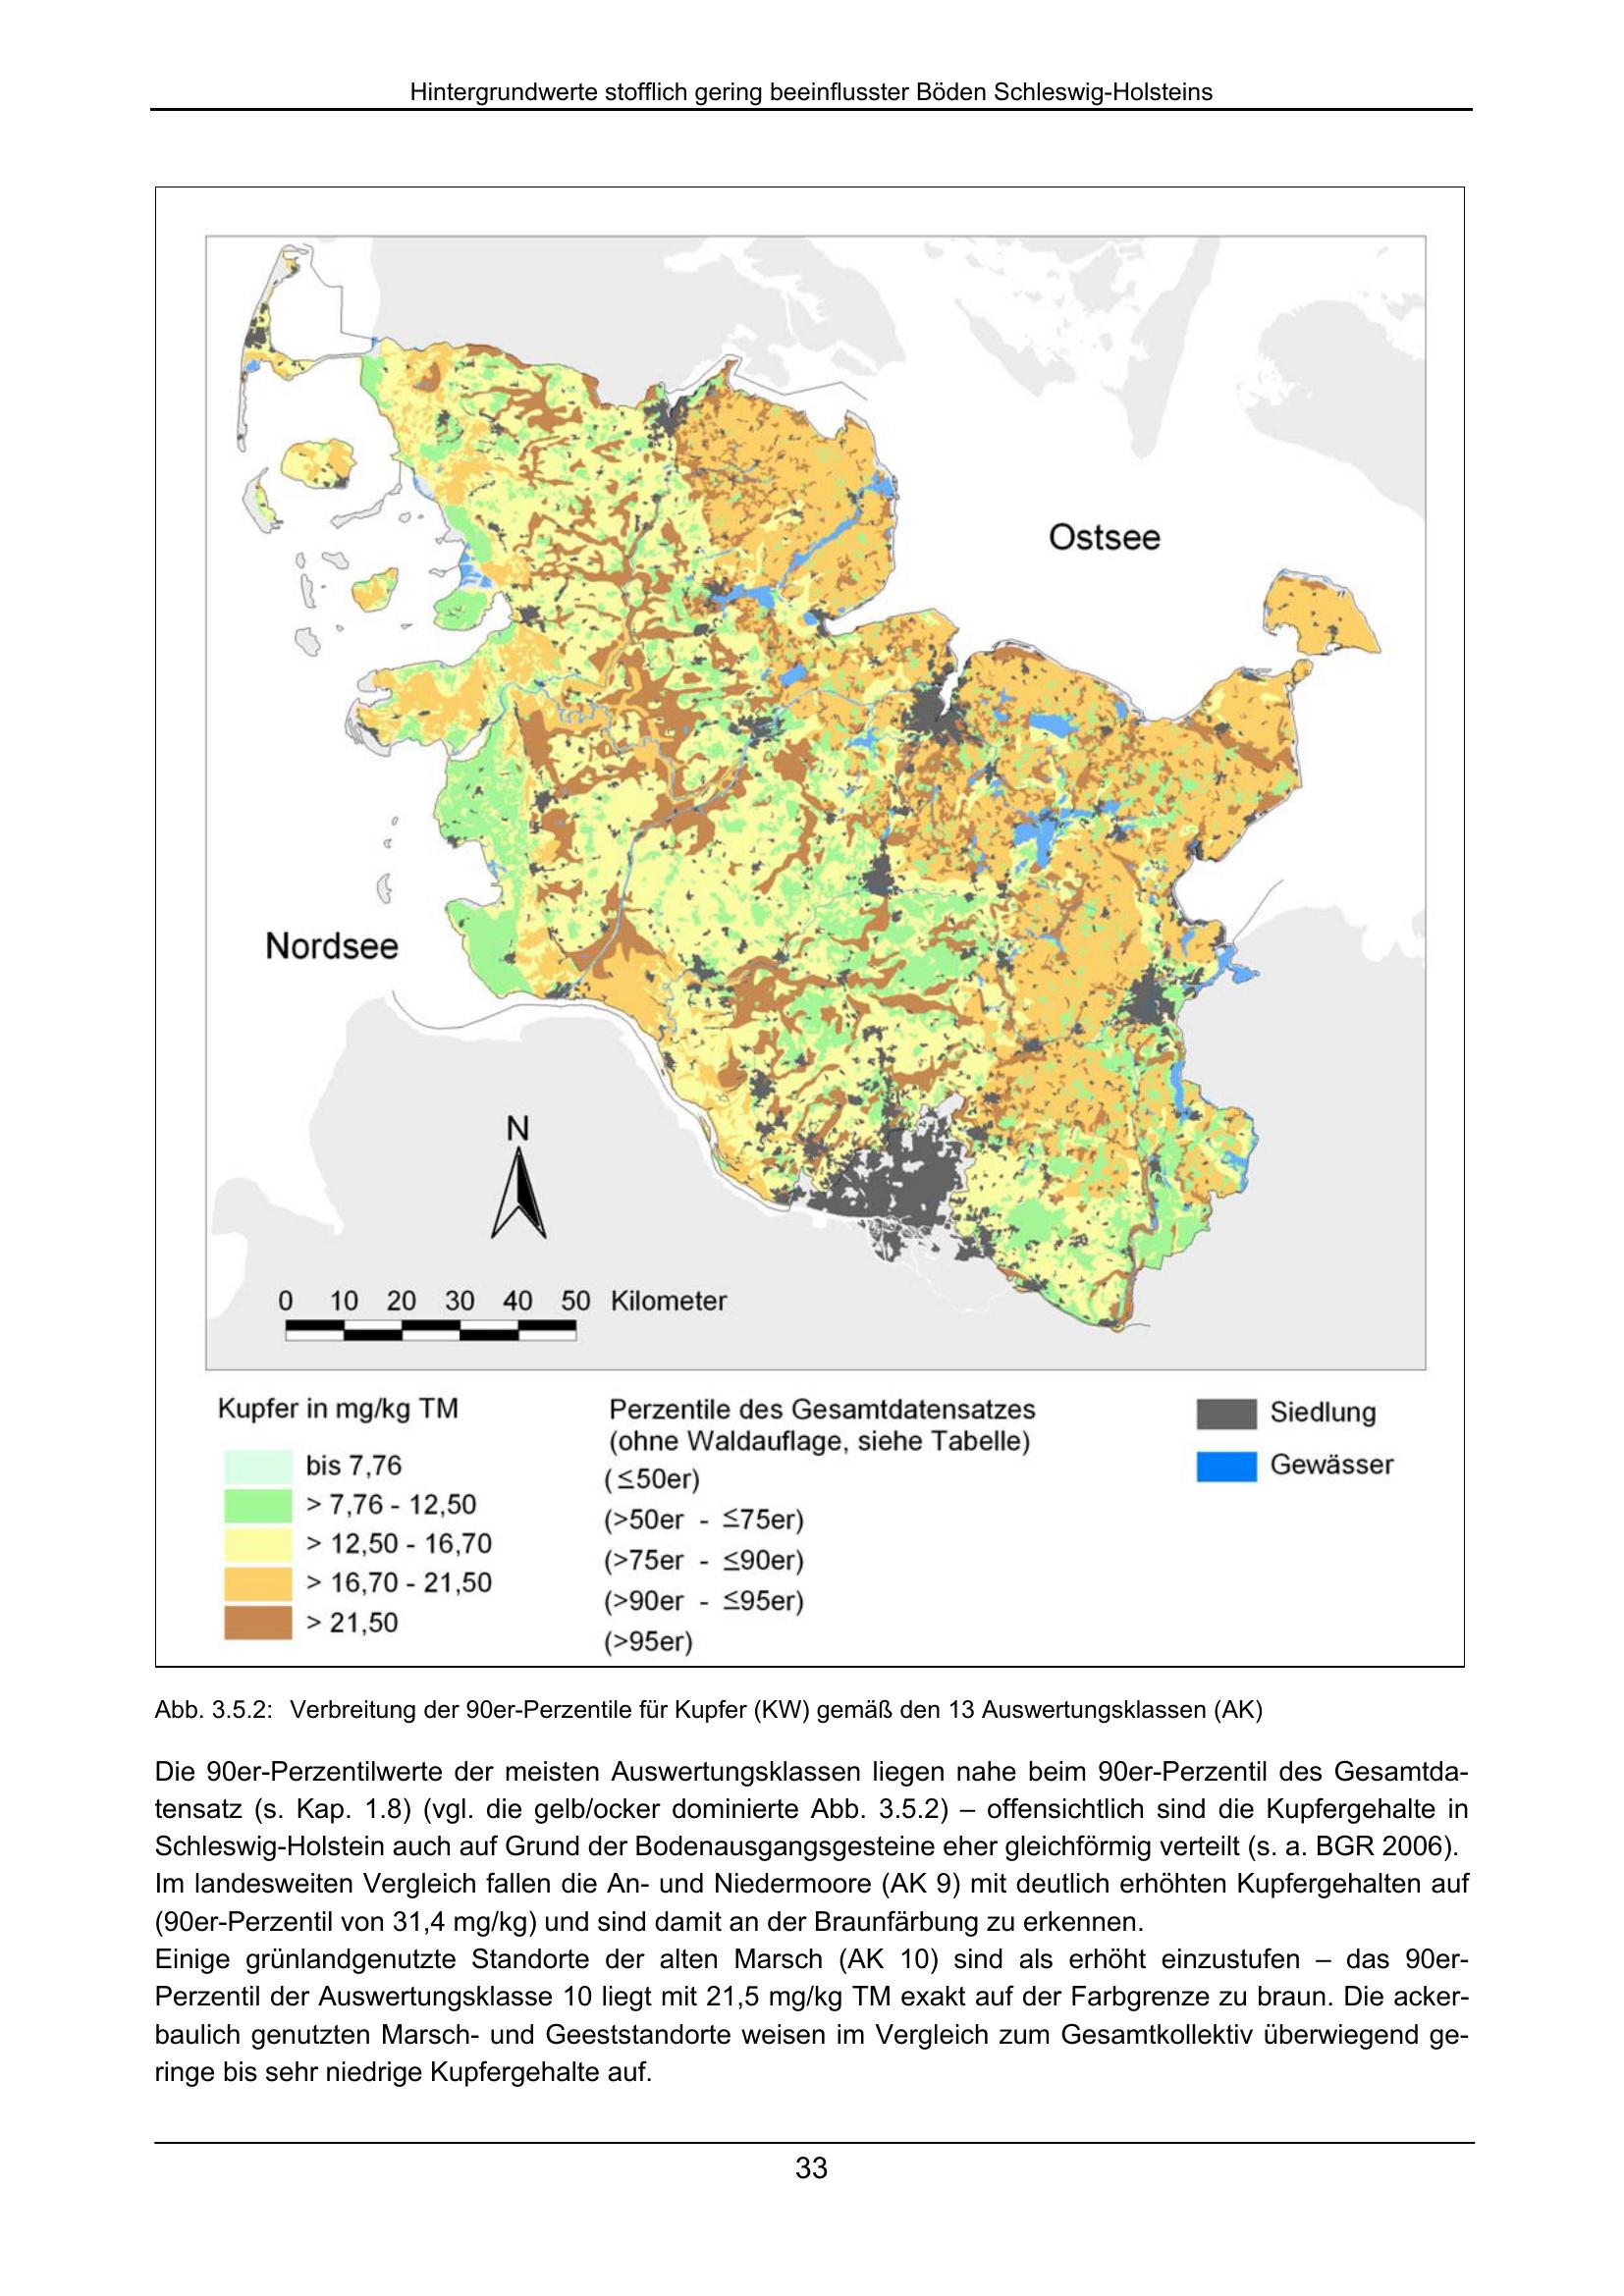 Hintergrundwerte stofflich gering beeinflusster Böden Schleswig-Holsteins
Ostsee
Nordsee
N
0 10 20 30 40 50 Kilometer
Kupfer in mg/kg TM
bis 7,76
> 7,76 - 12,50
> 12,50 - 16,70
> 16,70 - 21,50
> 21,50
Perzentile des Gesamtdatensatzes
(ohne Waldauflage, siehe Tabelle)
(≤50er)
(>50er - ≤75er)
(>75er - ≤90er)
(>90er - ≤95er)
(>95er)
Siedlung
Gewässer
Abb. 3.5.2: Verbreitung der 90er-Perzentile für Kupfer (KW) gemäß den 13 Auswertungsklassen (AK)
Die 90er-Perzentilwerte der meisten Auswertungsklassen liegen nahe beim 90er-Perzentil des Gesamtda-
tensatz (s. Kap. 1.8) (vgl. die gelb/ocker dominierte Abb. 3.5.2) – offensichtlich sind die Kupfergehalte in
Schleswig-Holstein auch auf Grund der Bodenausgangsgesteine eher gleichförmig verteilt (s. a. BGR 2006).
Im landesweiten Vergleich fallen die An- und Niedermoore (AK 9) mit deutlich erhöhten Kupfergehalten auf
(90er-Perzentil von 31,4 mg/kg) und sind damit an der Braunfärbung zu erkennen.
Einige grünlandgenutzte Standorte der alten Marsch (AK 10) sind als erhöht einzustufen – das 90er-
Perzentil der Auswertungsklasse 10 liegt mit 21,5 mg/kg TM exakt auf der Farbgrenze zu braun. Die acker-
baulich genutzten Marsch- und Geeststandorte weisen im Vergleich zum Gesamtkollektiv überwiegend ge-
ringe bis sehr niedrige Kupfergehalte auf.
33